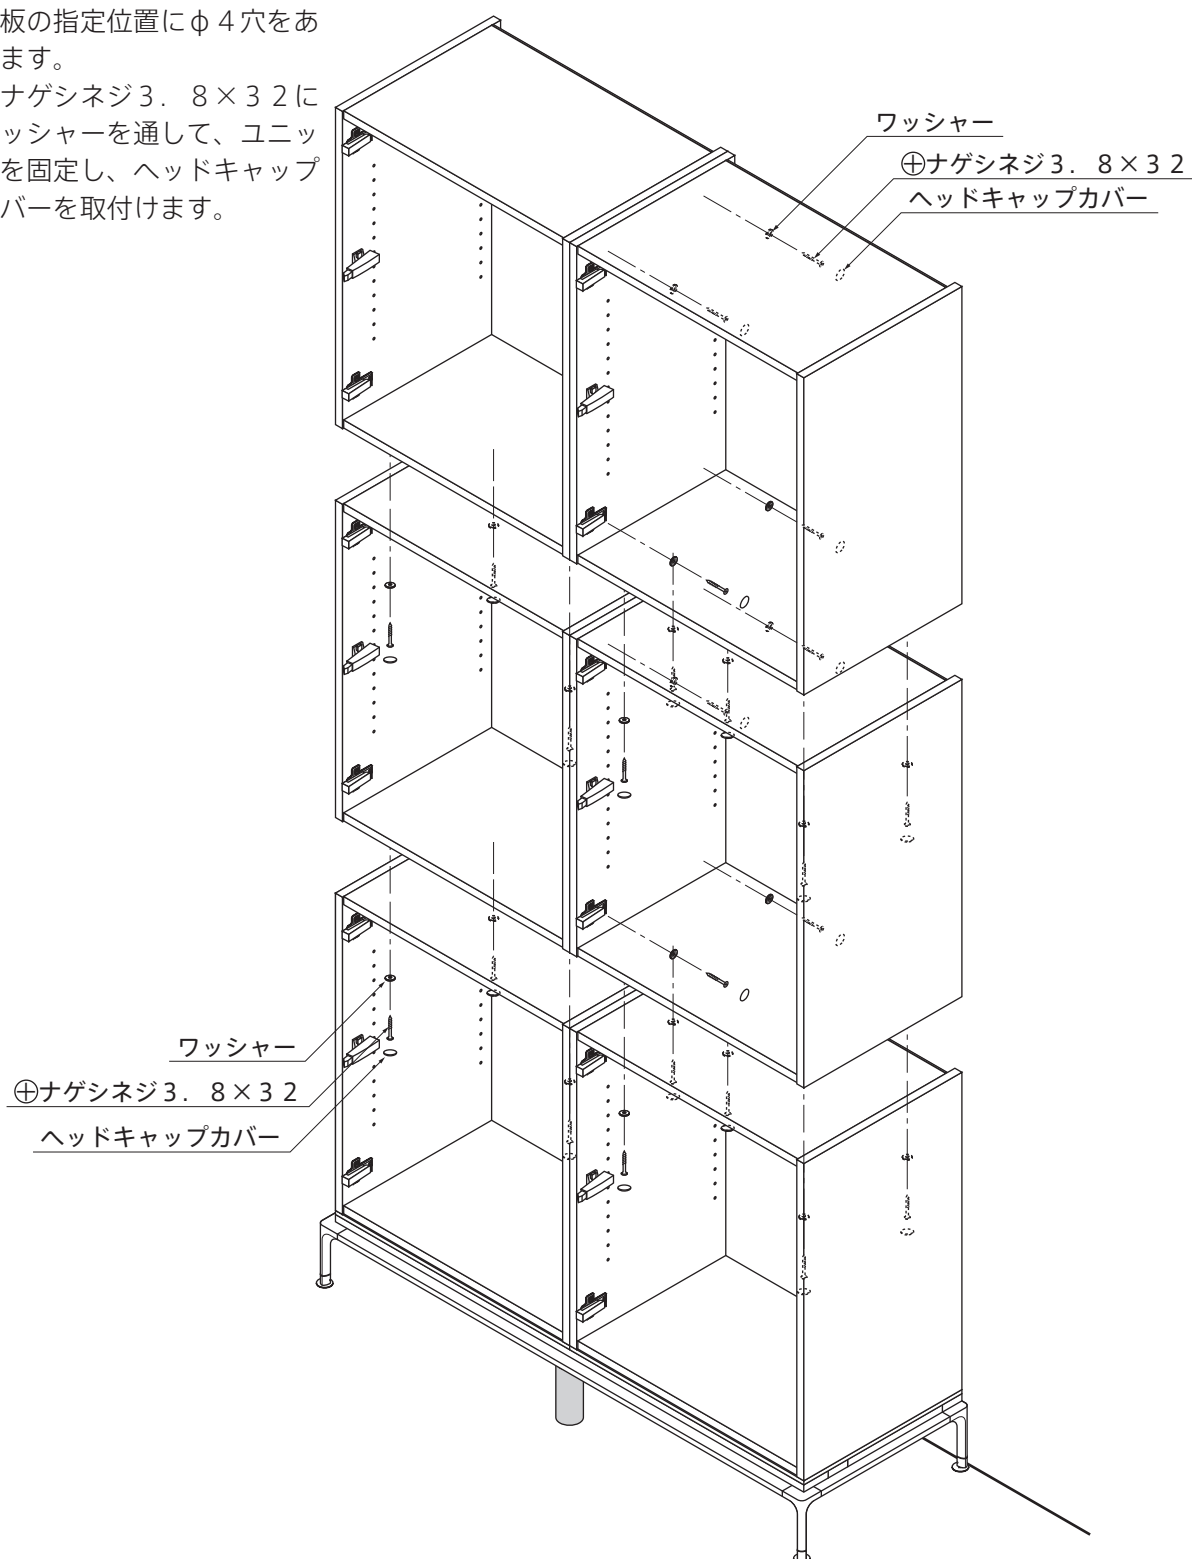 板の指定位置にφ４穴をあ
ます。
ナゲシネジ３．８×３２に
ッシャーを通して、ユニッ
を固定し、ヘッドキャップ
バーを取付けます。
ワッシャー
⊕ナゲシネジ３．８×３２
ヘッドキャップカバー
ワッシャー
⊕ナゲシネジ３．８×３２
ヘッドキャップカバー